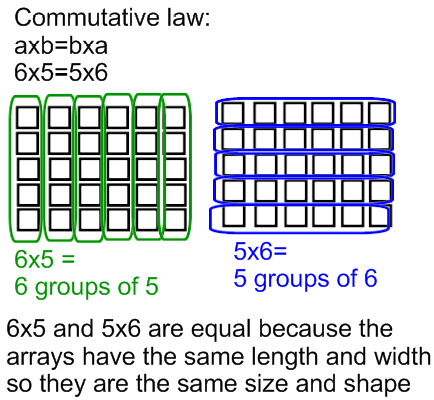 Commutative law:
axb=bxa
6x5=5x6
6x5 =
6 groups of 5
5x6=
5 groups of 6
6x5 and 5x6 are equal because the
arrays have the same length and width
so they are the same size and shape